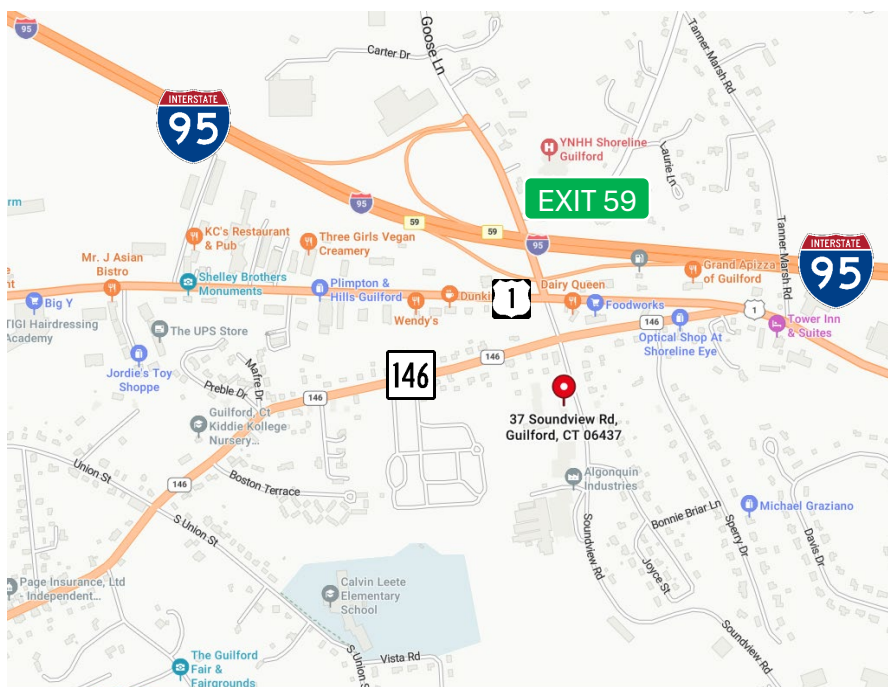 95
Goose Ln
Carter Dr
Tanner Marsh Rd
INTERSTATE
95
YNHH Shoreline
Guilford
Laurie Ln
EXIT 59
95
59
59
95
Tanner Marsh Rd
INTERSTATE
95
KC's Restaurant
& Pub
Three Girls Vegan
Creamery
Mr. J Asian
Bistro
Shelley Brothers
Monuments
Plimpton &
Hills Guilford
Grand Apizza
of Guilford
Dairy Queen
1
Big Y
Wendy's
Foodworks
1
146
Tower Inn
& Suites
TIGI Hairdressing
Academy
The UPS Store
Optical Shop At
Shoreline Eye
Jordie's Toy
Shoppe
Mafre Dr
Preble Dr
146
146
146
37 Soundview Rd,
Guilford, CT 06437
Guilford, Ct
Kiddie Kollege
Nursery...
Union St
146
Boston Terrace
S Union St
Algonquin
Industries
Michael Graziano
Bonnie Briar Ln
Sperry Dr
Davis Dr
Soundview Rd
Joyce St
Page Insurance, Ltd
- Independent...
Calvin Leete
Elementary
School
Soundview Rd
The Guilford
Fair &
Fairgrounds
S Union St
Vista Rd